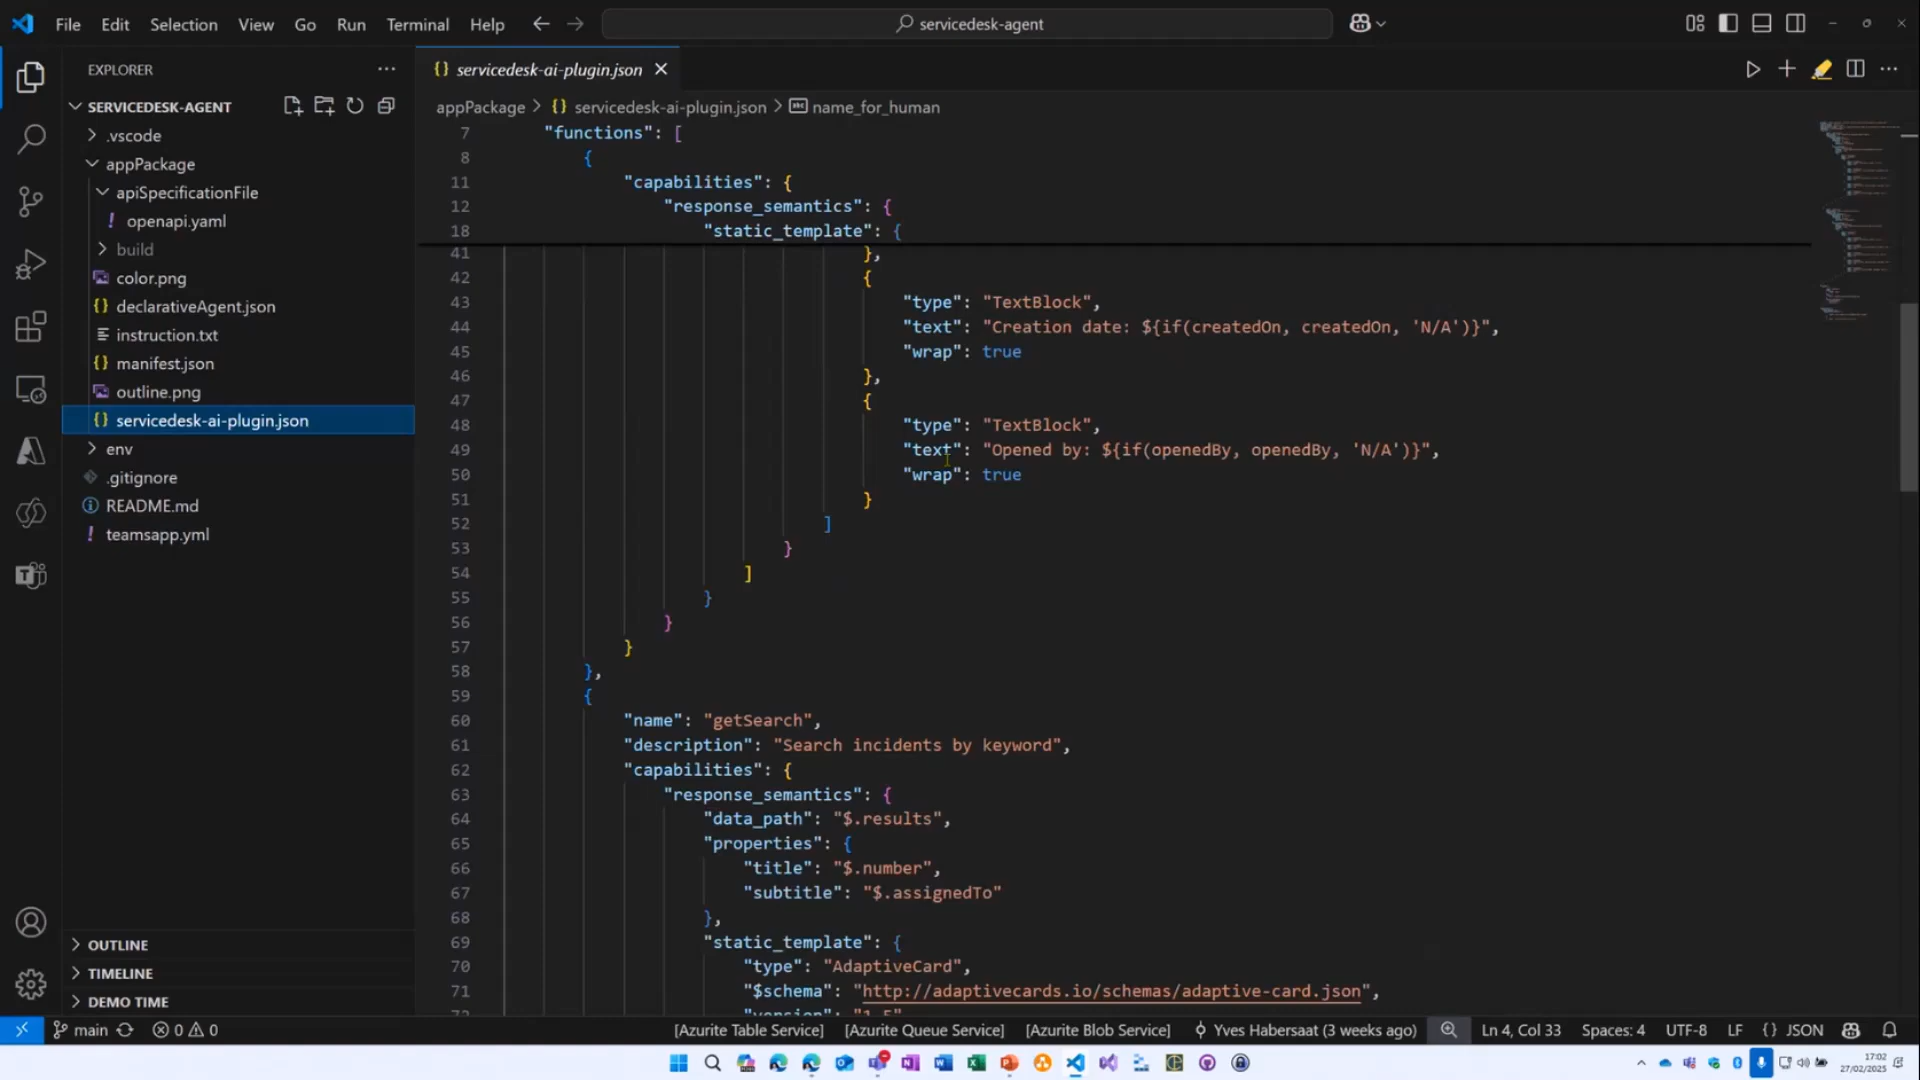 File Edit Selection View Go Run Terminal Help servicedesk-agent
EXPLORER
SERVICEDESK-AGENT
.vscode
appPackage
apiSpecificationFile
! openapi.yaml
build
color.png
{} declarativeAgent.json
instruction.txt
{} manifest.json
outline.png
{} servicedesk-ai-plugin.json
env
.gitignore
README.md
! teamsapp.yml
OUTLINE
TIMELINE
DEMO TIME
{} servicedesk-ai-plugin.json
appPackage > {} servicedesk-ai-plugin.json > name_for_human
7 "functions": [
8 {
11 "capabilities": {
12 "response_semantics": {
18 "static_template": {
41 },
42 {
43 "type": "TextBlock",
44 "text": "Creation date: ${if(createdOn, createdOn, 'N/A')}",
45 "wrap": true
46 },
47 {
48 "type": "TextBlock",
49 "text": "Opened by: ${if(openedBy, openedBy, 'N/A')}",
50 "wrap": true
51 }
52 ]
53 }
54 ]
55 }
56 }
57 }
58 },
59 {
60 "name": "getSearch",
61 "description": "Search incidents by keyword",
62 "capabilities": {
63 "response_semantics": {
64 "data_path": "$.results",
65 "properties": {
66 "title": "$.number",
67 "subtitle": "$.assignedTo"
68 },
69 "static_template": {
70 "type": "AdaptiveCard",
71 "$schema": "http://adaptivecards.io/schemas/adaptive-card.json",
main 0 0 [Azurite Table Service] [Azurite Queue Service] [Azurite Blob Service] Yves Habersaat (3 weeks ago) Ln 4, Col 33 Spaces: 4 UTF-8 LF {} JSON
17:02
27/02/2025